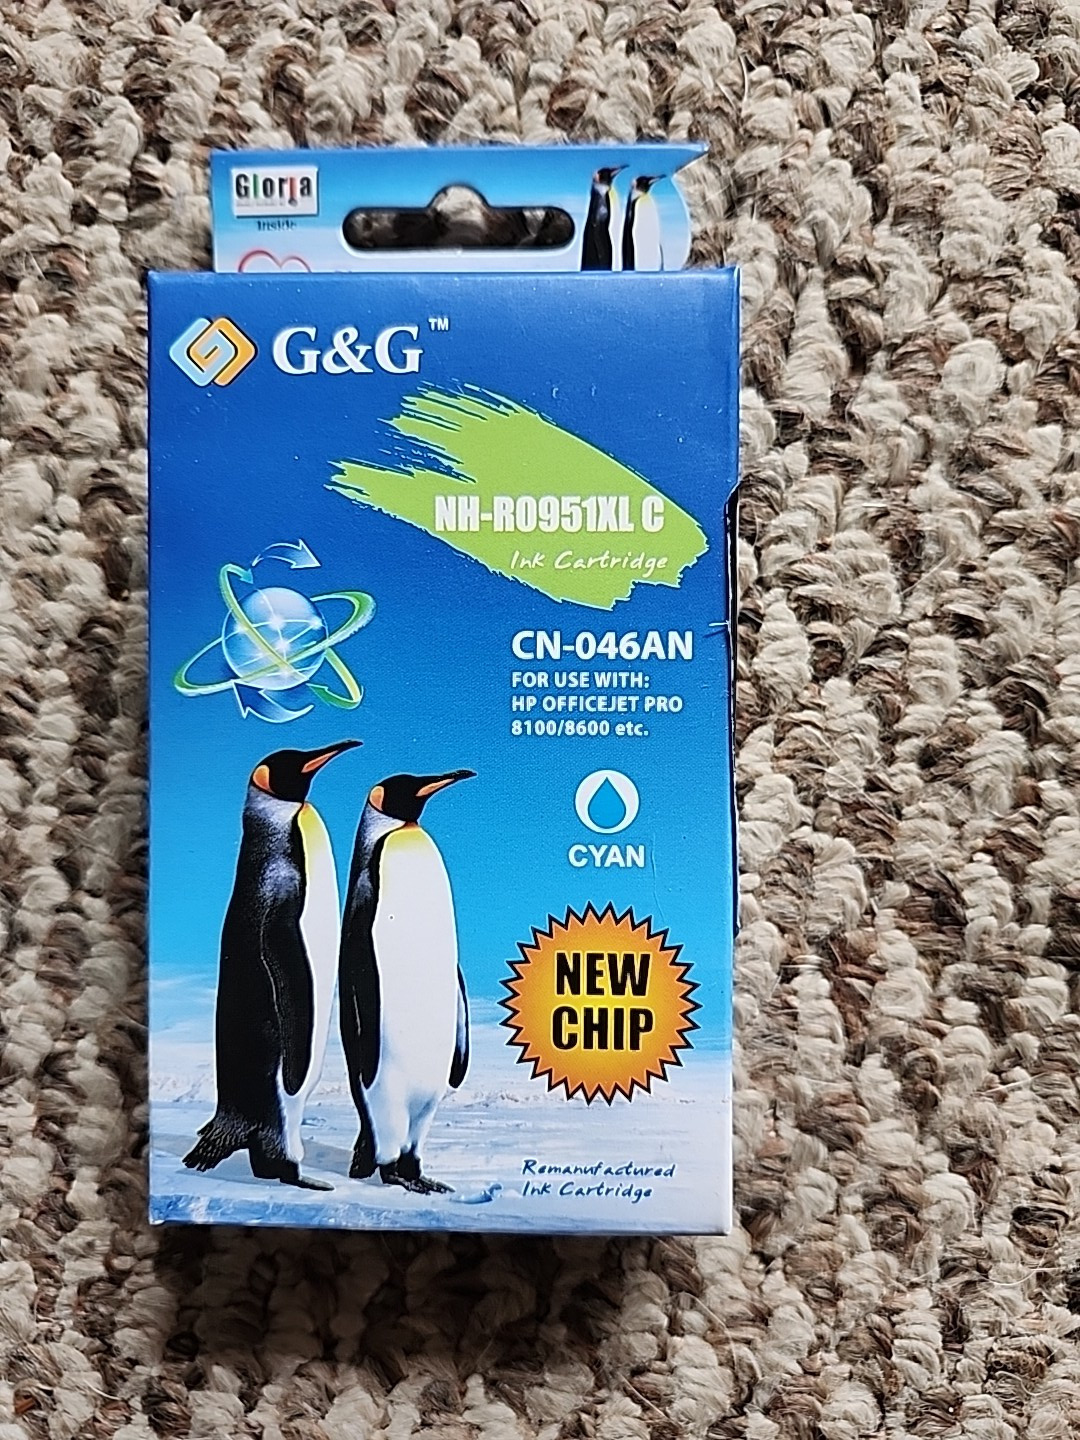 Gloria
Inside
G&G™
NH-R0951XL C
Ink Cartridge
CN-046AN
FOR USE WITH:
HP OFFICEJET PRO
8100/8600 etc.
CYAN
NEW
CHIP
Remanufactured
Ink Cartridge